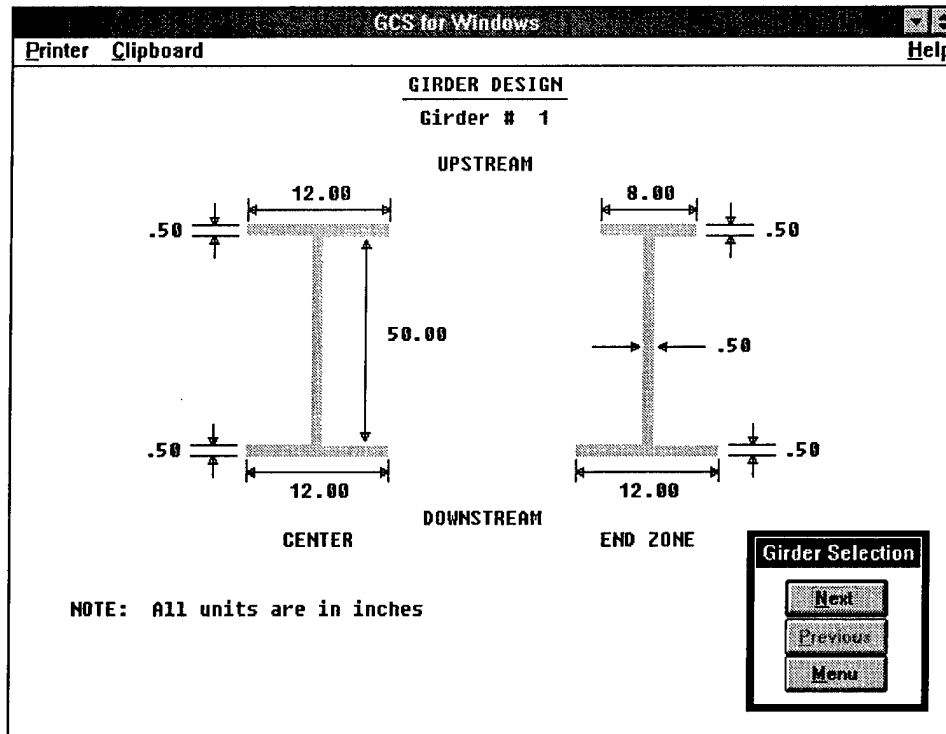 GCS for Windows
Printer Clipboard Help
GIRDER DESIGN
Girder # 1
UPSTREAM
12.00 8.00
.50 .50
50.00 .50
.50 .50
12.00 12.00
DOWNSTREAM
CENTER END ZONE
Girder Selection
Next
Previous
Menu
NOTE: All units are in inches